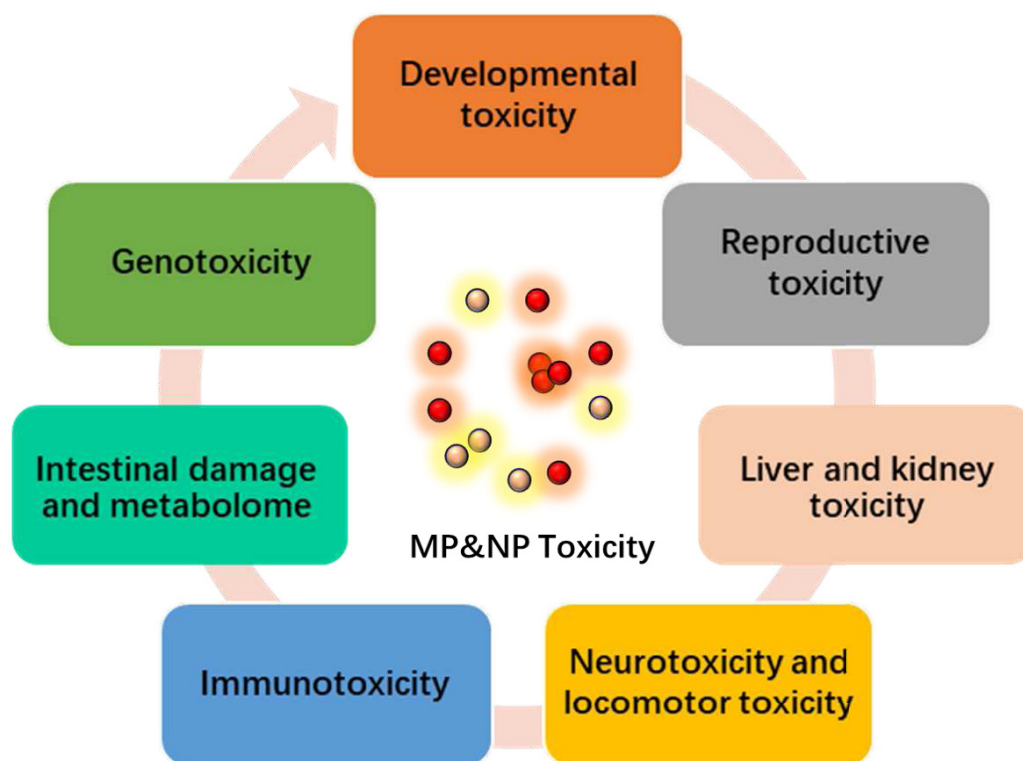 Developmental
toxicity
Reproductive
toxicity
Liver and kidney
toxicity
Neurotoxicity and
locomotor toxicity
Immunotoxicity
Intestinal damage
and metabolome
Genotoxicity
MP&NP Toxicity